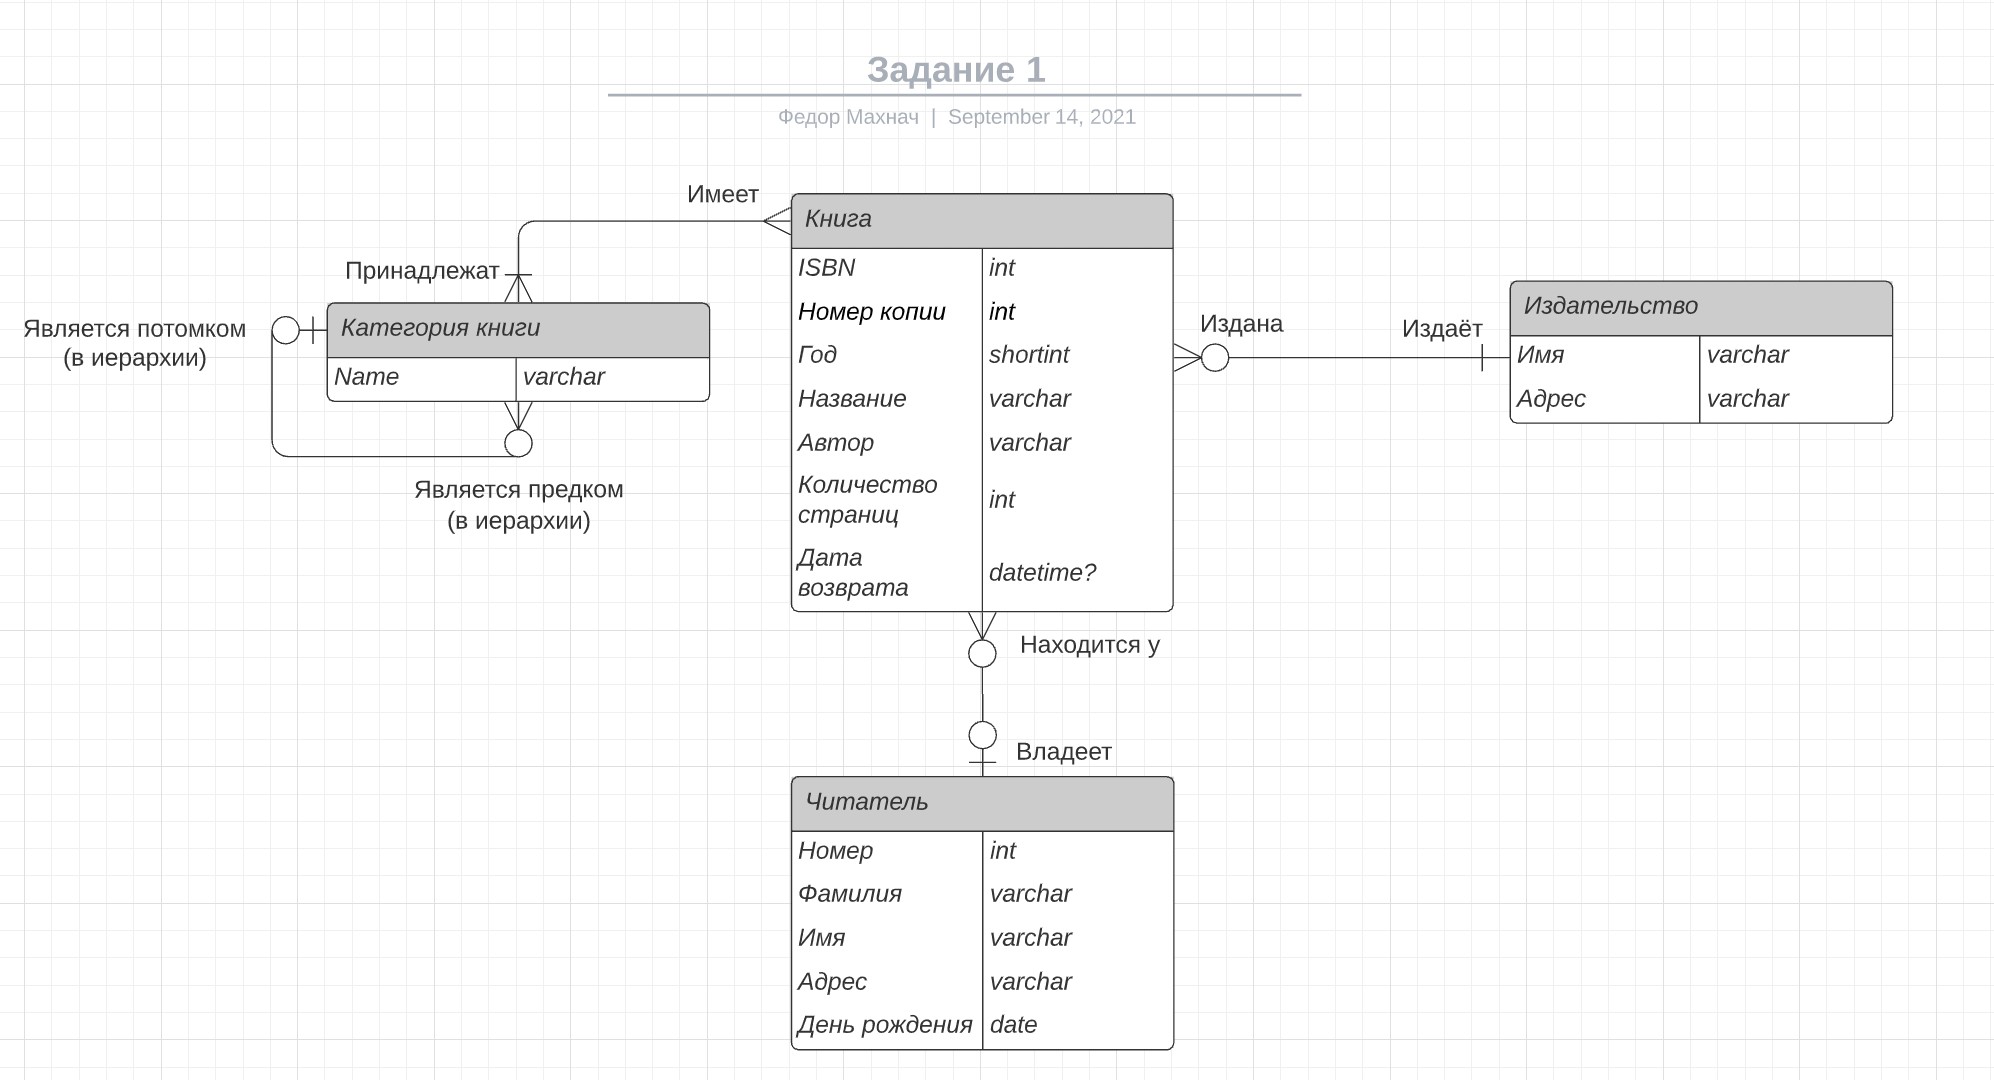 Задание 1
Федор Махнач | September 14, 2021
Имеет
Принадлежат
Является потомком
(в иерархии)
Категория книги
Name varchar
Является предком
(в иерархии)
Книга
ISBN int
Номер копии int
Год shortint
Название varchar
Автор varchar
Количество
страниц int
Дата
возврата datetime?
Издана
Издаёт
Издательство
Имя varchar
Адрес varchar
Находится у
Владеет
Читатель
Номер int
Фамилия varchar
Имя varchar
Адрес varchar
День рождения date